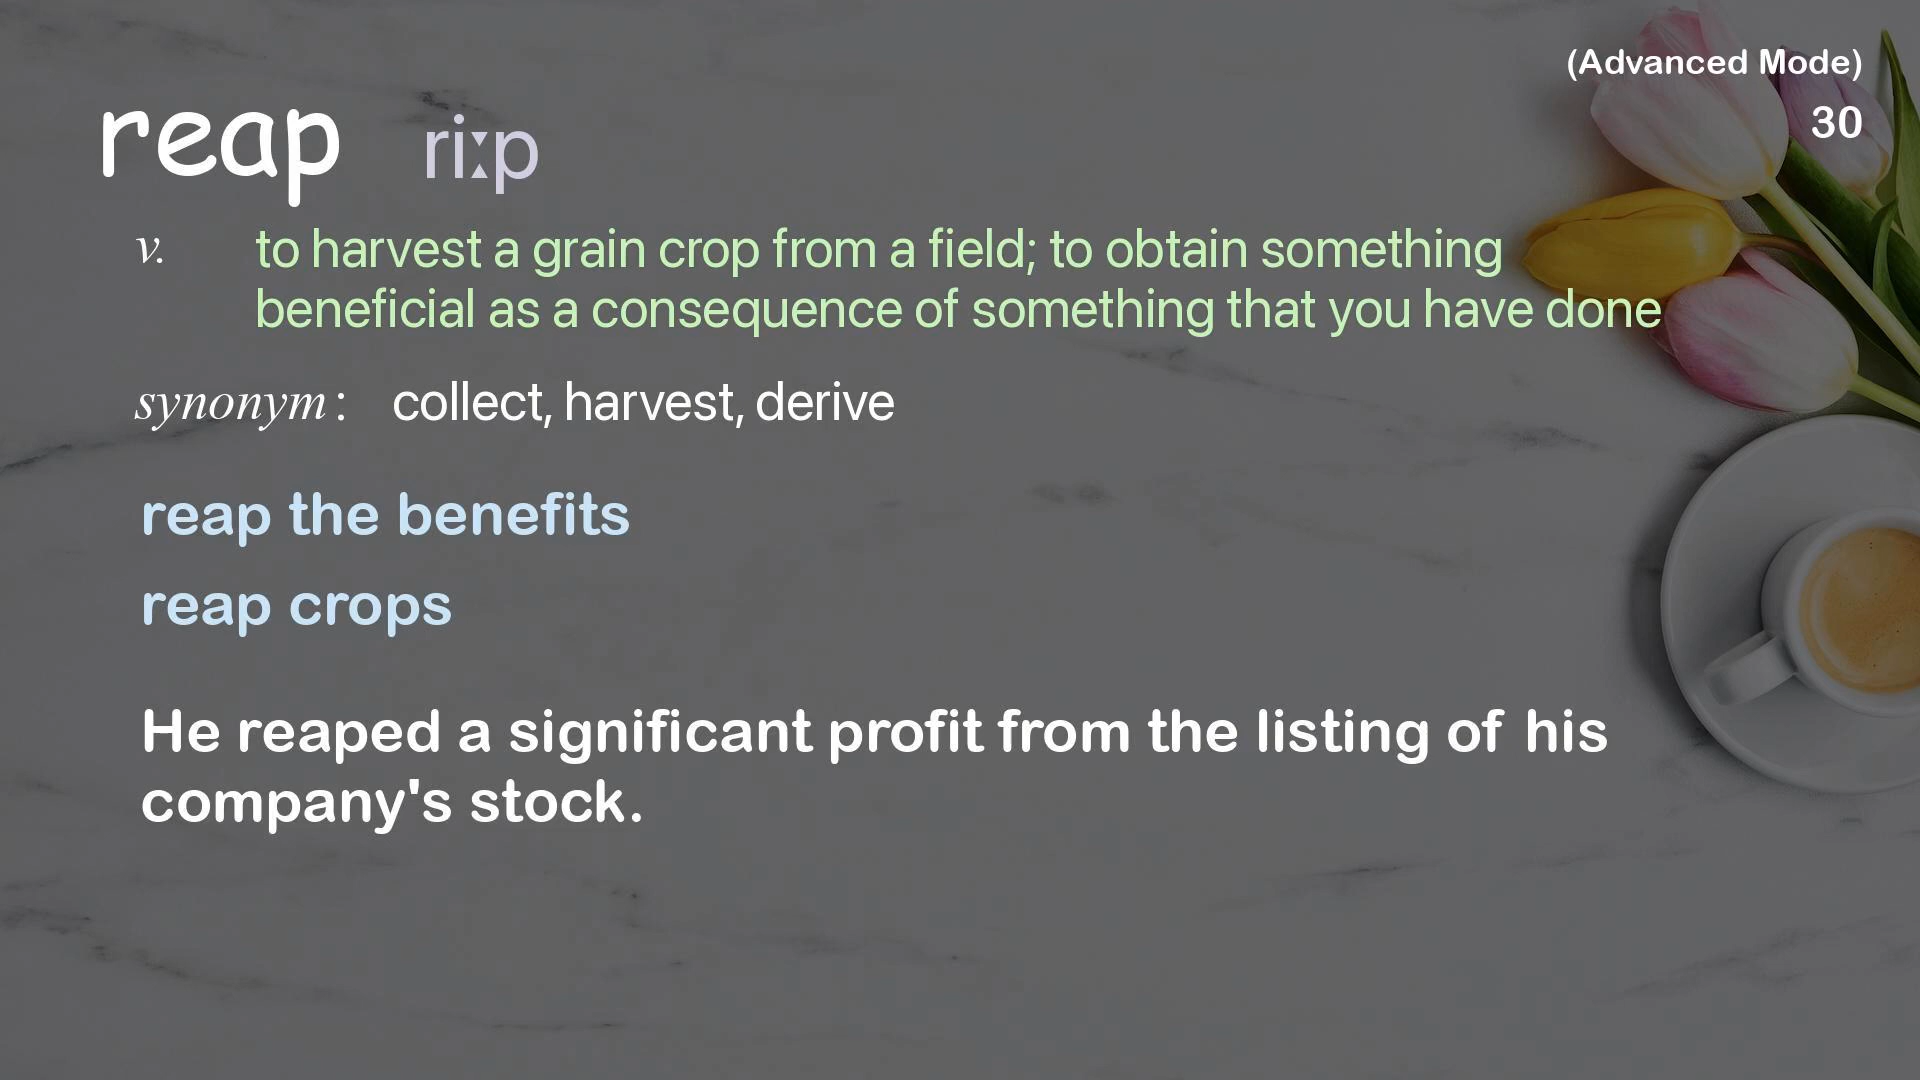 (Advanced Mode)
30
reap riːp
v. to harvest a grain crop from a field; to obtain something
beneficial as a consequence of something that you have done
synonym : collect, harvest, derive
reap the benefits
reap crops
He reaped a significant profit from the listing of his
company's stock.